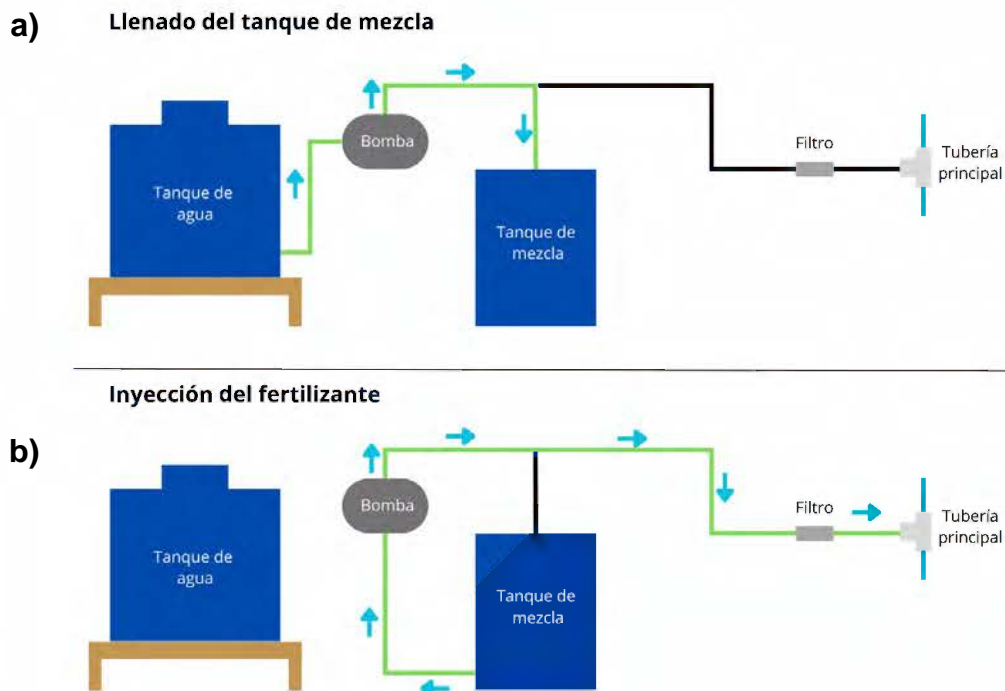 a)
Llenado del tanque de mezcla
Bomba
Filtro
Tubería
principal
Tanque de
agua
Tanque de
mezcla
Inyección del fertilizante
b)
Bomba
Filtro
Tubería
principal
Tanque de
agua
Tanque de
mezcla